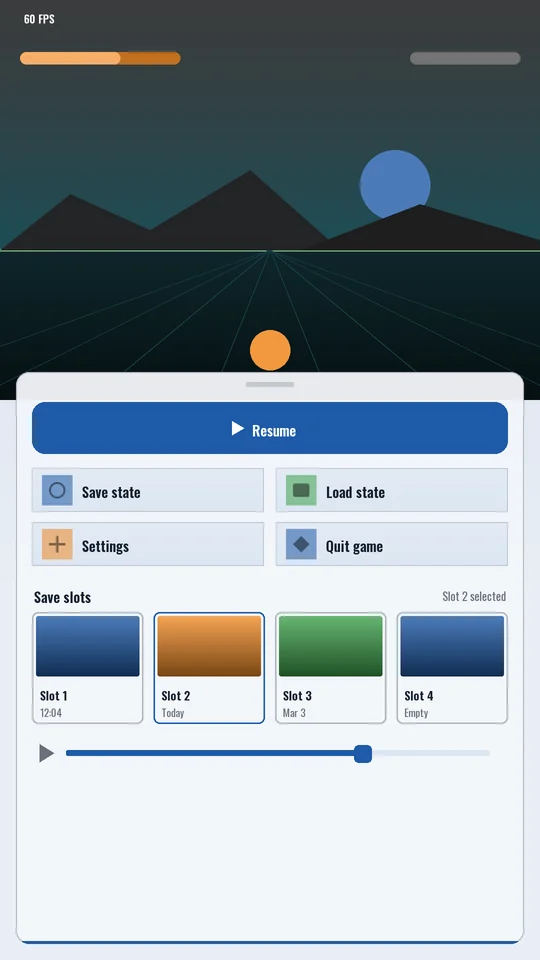 60 FPS
Resume
Save state
Load state
Settings
Quit game
Save slots
Slot 2 selected
Slot 1
12:04
Slot 2
Today
Slot 3
Mar 3
Slot 4
Empty